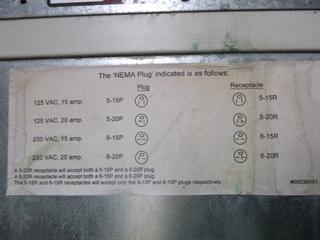 The 'NEMA Plug' indicated is as follows:
Plug Receptacle
125 VAC, 15 amp. 5-15P 5-15R
125 VAC, 20 amp. 5-20P 5-20R
250 VAC, 15 amp. 6-15P 6-15R
250 VAC, 20 amp. 6-20P 6-20R
A 5-20R receptacle will accept both a 5-15P and a 5-20P plug.
A 6-20R receptacle will accept both a 6-15P and a 6-20P plug.
The 5-15R and 6-15R receptacles will accept only the 5-15P and 6-15P plugs respectively.